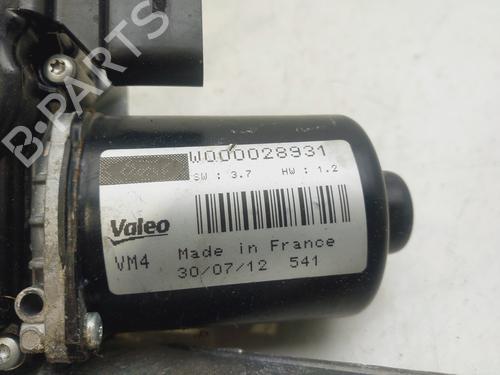 B-PARTS
W000028931
SW : 3.7 HW : 1.2
Valeo
VM4
Made in France
30/07/12 541